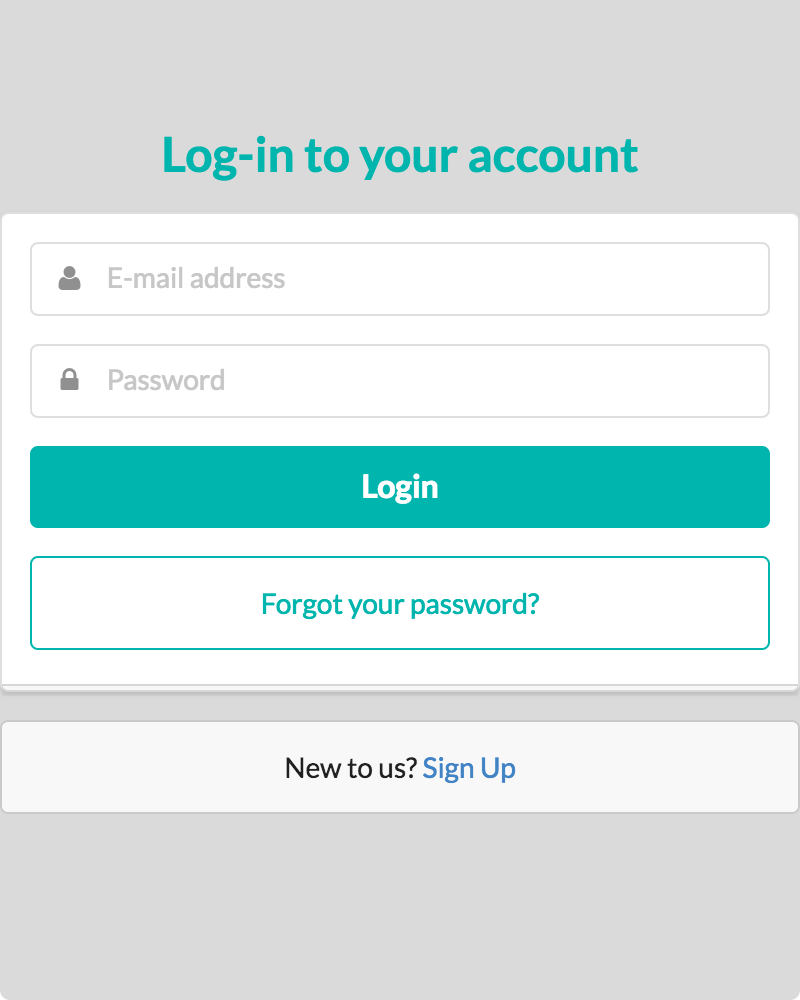 Log-in to your account
E-mail address
Password
Login
Forgot your password?
New to us? Sign Up